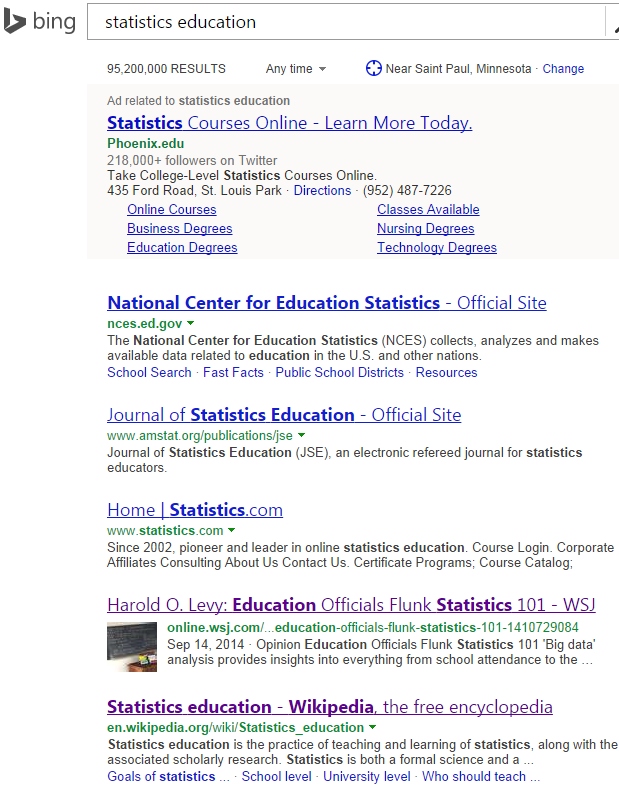 bing
statistics education
95,200,000 RESULTS Any time Near Saint Paul, Minnesota · Change
Ad related to statistics education
Statistics Courses Online - Learn More Today.
Phoenix.edu
218,000+ followers on Twitter
Take College-Level Statistics Courses Online.
435 Ford Road, St. Louis Park · Directions · (952) 487-7226
Online Courses Classes Available
Business Degrees Nursing Degrees
Education Degrees Technology Degrees
National Center for Education Statistics - Official Site
nces.ed.gov
The National Center for Education Statistics (NCES) collects, analyzes and makes
available data related to education in the U.S. and other nations.
School Search · Fast Facts · Public School Districts · Resources
Journal of Statistics Education - Official Site
www.amstat.org/publications/jse
Journal of Statistics Education (JSE), an electronic refereed journal for statistics
educators.
Home | Statistics.com
www.statistics.com
Since 2002, pioneer and leader in online statistics education. Course Login. Corporate
Affiliates Consulting About Us Contact Us. Certificate Programs; Course Catalog;
Harold O. Levy: Education Officials Flunk Statistics 101 - WSJ
online.wsj.com/...education-officials-flunk-statistics-101-1410729084
Sep 14, 2014 · Opinion Education Officials Flunk Statistics 101 'Big data'
analysis provides insights into everything from school attendance to the ...
Statistics education - Wikipedia, the free encyclopedia
en.wikipedia.org/wiki/Statistics_education
Statistics education is the practice of teaching and learning of statistics, along with the
associated scholarly research. Statistics is both a formal science and a ...
Goals of statistics ... · School level · University level · Who should teach ...